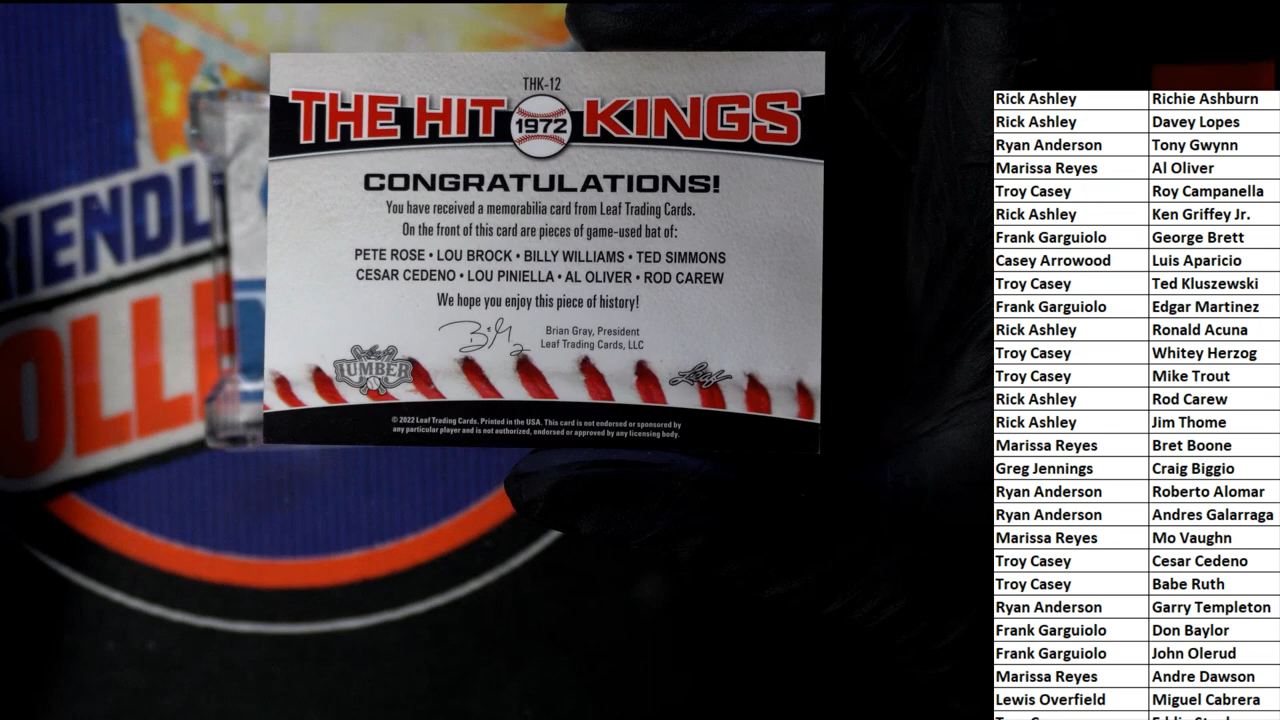 THK-12
THE HIT 1972 KINGS
CONGRATULATIONS!
You have received a memorabilia card from Leaf Trading Cards.
On the front of this card are pieces of game-used bat of:
PETE ROSE • LOU BROCK • BILLY WILLIAMS • TED SIMMONS
CESAR CEDENO • LOU PINIELLA • AL OLIVER • ROD CAREW
We hope you enjoy this piece of history!
Brian Gray, President
Leaf Trading Cards, LLC
LUMBER
Leaf
© 2022 Leaf Trading Cards. Printed in the USA. This card is not endorsed or sponsored by
any particular player and is not authorized, endorsed or approved by any licensing body.
RIENDL
OLL
Rick Ashley Richie Ashburn
Rick Ashley Davey Lopes
Ryan Anderson Tony Gwynn
Marissa Reyes Al Oliver
Troy Casey Roy Campanella
Rick Ashley Ken Griffey Jr.
Frank Garguiolo George Brett
Casey Arrowood Luis Aparicio
Troy Casey Ted Kluszewski
Frank Garguiolo Edgar Martinez
Rick Ashley Ronald Acuna
Troy Casey Whitey Herzog
Troy Casey Mike Trout
Rick Ashley Rod Carew
Rick Ashley Jim Thome
Marissa Reyes Bret Boone
Greg Jennings Craig Biggio
Ryan Anderson Roberto Alomar
Ryan Anderson Andres Galarraga
Marissa Reyes Mo Vaughn
Troy Casey Cesar Cedeno
Troy Casey Babe Ruth
Ryan Anderson Garry Templeton
Frank Garguiolo Don Baylor
Frank Garguiolo John Olerud
Marissa Reyes Andre Dawson
Lewis Overfield Miguel Cabrera